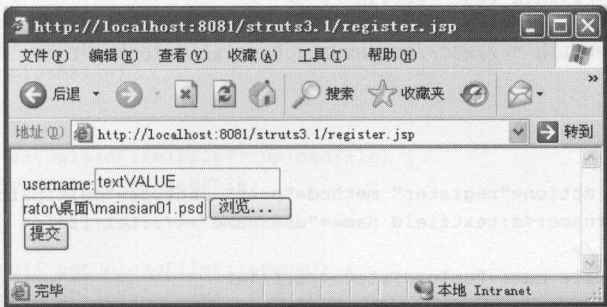 http://localhost:8081/struts3.1/register.jsp
文件(F) 编辑(E) 查看(V) 收藏(A) 工具(T) 帮助(H)
后退 搜索 收藏夹 »
地址(D) http://localhost:8081/struts3.1/register.jsp 转到
username: textVALUE
rator\桌面\mainsian01.psd 浏览...
提交
完毕 本地 Intranet